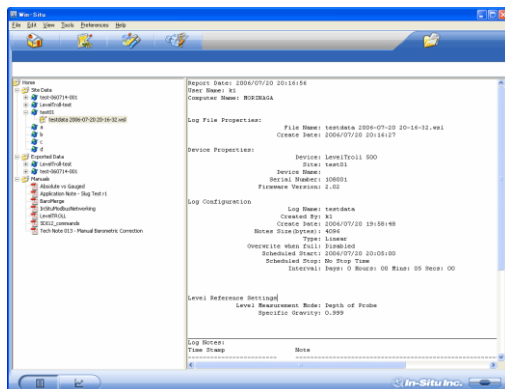 Win-Situ
File Edit View Tools Preferences Help
Home
Site Data
test-060714-001
LevelTroll-test
test01
testdata 2006-07-20 20-16-32.wsl
a
b
c
d
Exported Data
LevelTroll-test
test-060714-001
Manuals
Absolute vs Gauged
Application Note - Slug Test r1
BaroMerge
InSituModbusNetworking
LevelTROLL
SDI12_commands
Tech Note 013 - Manual Barometric Correction
Report Date: 2006/07/20 20:16:56
User Name: ki
Computer Name: MORINAGA
Log File Properties:
File Name: testdata 2006-07-20 20-16-32.wsl
Create Date: 2006/07/20 20:16:27
Device Properties:
Device: LevelTroll 500
Site: test01
Device Name:
Serial Number: 108001
Firmware Version: 2.02
Log Configuration
Log Name: testdata
Created By: ki
Create Date: 2006/07/20 19:58:48
Notes Size(bytes): 4096
Type: Linear
Overwrite when full: Disabled
Scheduled Start: 2006/07/20 20:05:00
Scheduled Stop: No Stop Time
Interval: Days: 0 Hours: 00 Mins: 05 Secs: 00
Level Reference Settings
Level Measurement Mode: Depth of Probe
Specific Gravity: 0.999
Log Notes:
Time Stamp Note
In-Situ Inc.